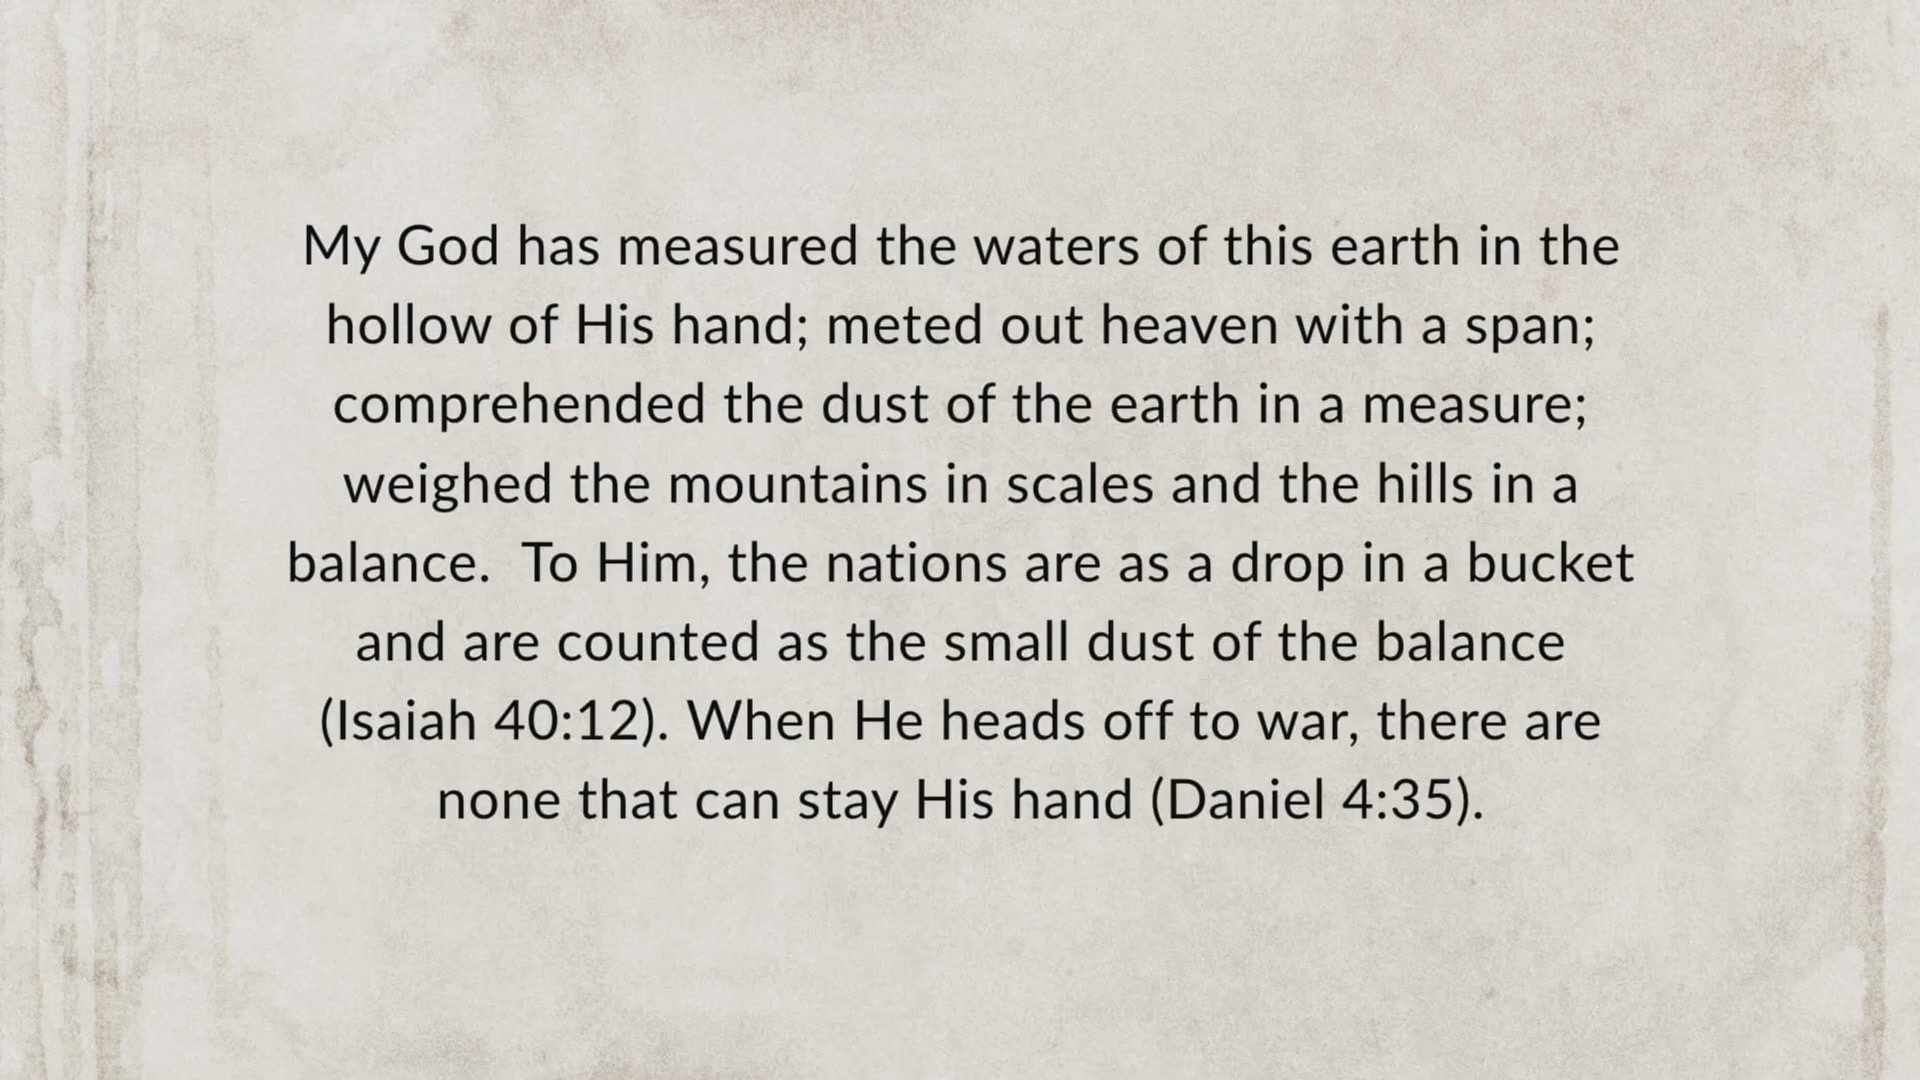 My God has measured the waters of this earth in the
hollow of His hand; meted out heaven with a span;
comprehended the dust of the earth in a measure;
weighed the mountains in scales and the hills in a
balance.  To Him, the nations are as a drop in a bucket
and are counted as the small dust of the balance
(Isaiah 40:12). When He heads off to war, there are
none that can stay His hand (Daniel 4:35).